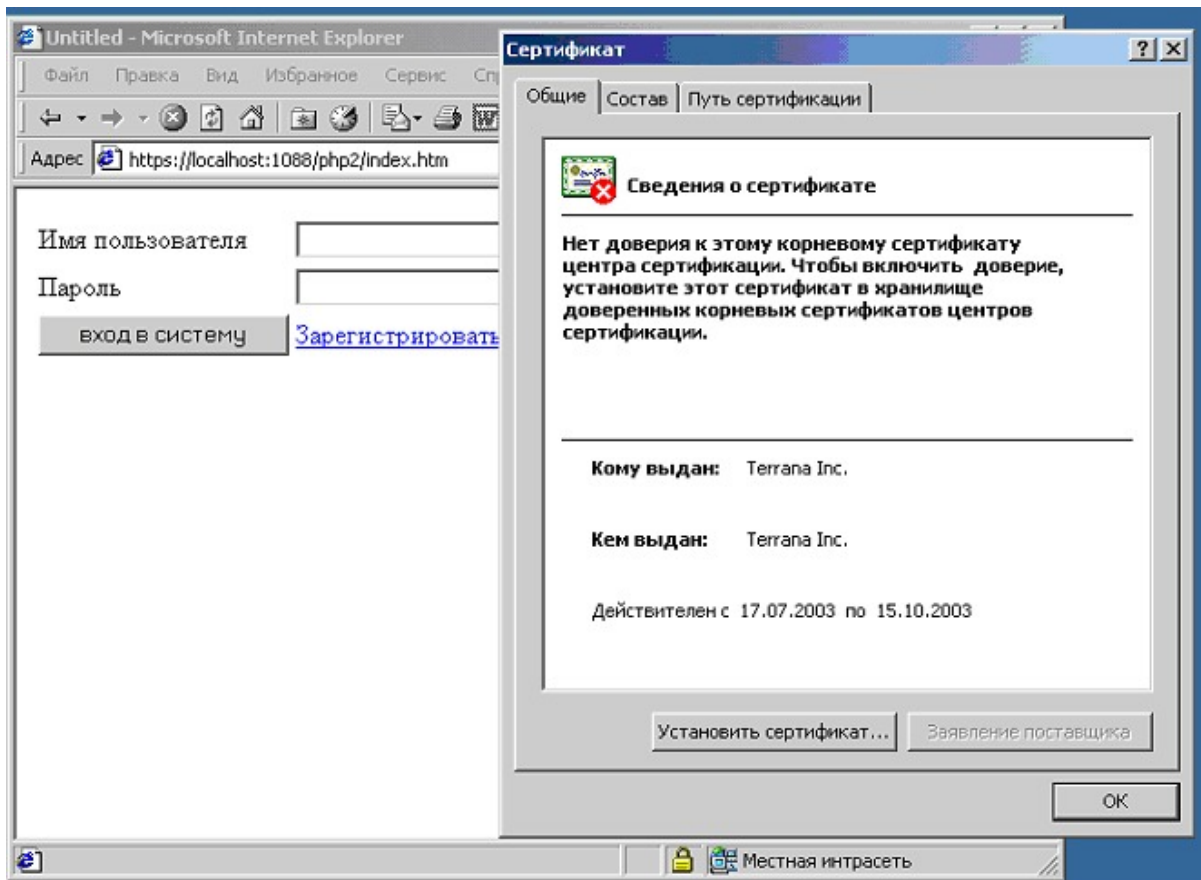 Untitled - Microsoft Internet Explorer
Файл Правка Вид Избранное Сервис
Адрес https://localhost:1088/php2/index.htm
Имя пользователя
Пароль
вход в систему
Сертификат
Общие Состав Путь сертификации
Сведения о сертификате
Нет доверия к этому корневому сертификату
центра сертификации. Чтобы включить доверие,
установите этот сертификат в хранилище
доверенных корневых сертификатов центров
сертификации.
Кому выдан: Terrana Inc.
Кем выдан: Terrana Inc.
Действителен с 17.07.2003 по 15.10.2003
Установить сертификат... Заявление поставщика
OK
Местная интрасеть